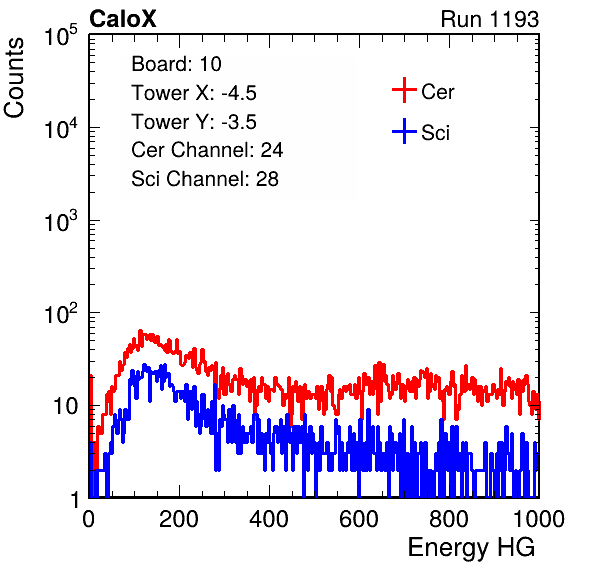 CaloX Run 1193
Counts
10^5
10^4
10^3
10^2
10
1
Board: 10
Tower X: -4.5
Tower Y: -3.5
Cer Channel: 24
Sci Channel: 28
Cer
Sci
0 200 400 600 800 1000
Energy HG